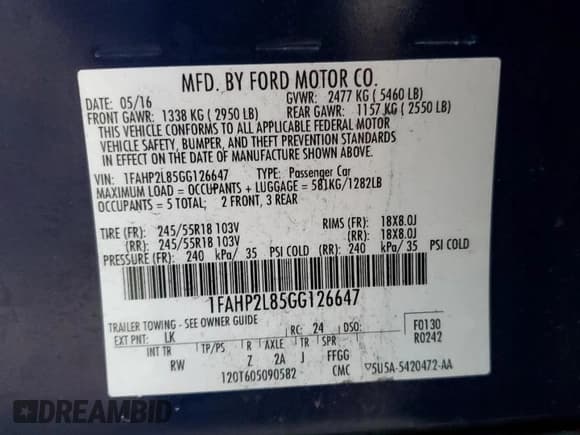 MFD. BY FORD MOTOR CO.
DATE: 05/16 GVWR: 2477 KG ( 5460 LB)
FRONT GAWR: 1338 KG ( 2950 LB) REAR GAWR: 1157 KG ( 2550 LB)
THIS VEHICLE CONFORMS TO ALL APPLICABLE FEDERAL MOTOR
VEHICLE SAFETY, BUMPER, AND THEFT PREVENTION STANDARDS
IN EFFECT ON THE DATE OF MANUFACTURE SHOWN ABOVE.
VIN: 1FAHP2L85GG126647 TYPE: Passenger Car
MAXIMUM LOAD = OCCUPANTS + LUGGAGE = 581KG/1282LB
OCCUPANTS = 5 TOTAL; 2 FRONT, 3 REAR
TIRE (FR): 245/55R18 103V RIMS (FR): 18X8.0J
(RR): 245/55R18 103V (RR): 18X8.0J
PRESSURE (FR): 240 kPa/ 35 PSI COLD (RR): 240 kPa/ 35 PSI COLD
1FAHP2L85GG126647
TRAILER TOWING - SEE OWNER GUIDE
EXT PNT: LK RC: 24 DSO: F0130
INT TR TP/PS R AXLE TR SPR R0242
RW Z 2A J FFGG
120T605090582 CMC ▽5U5A-5420472-AA
DREAMBID